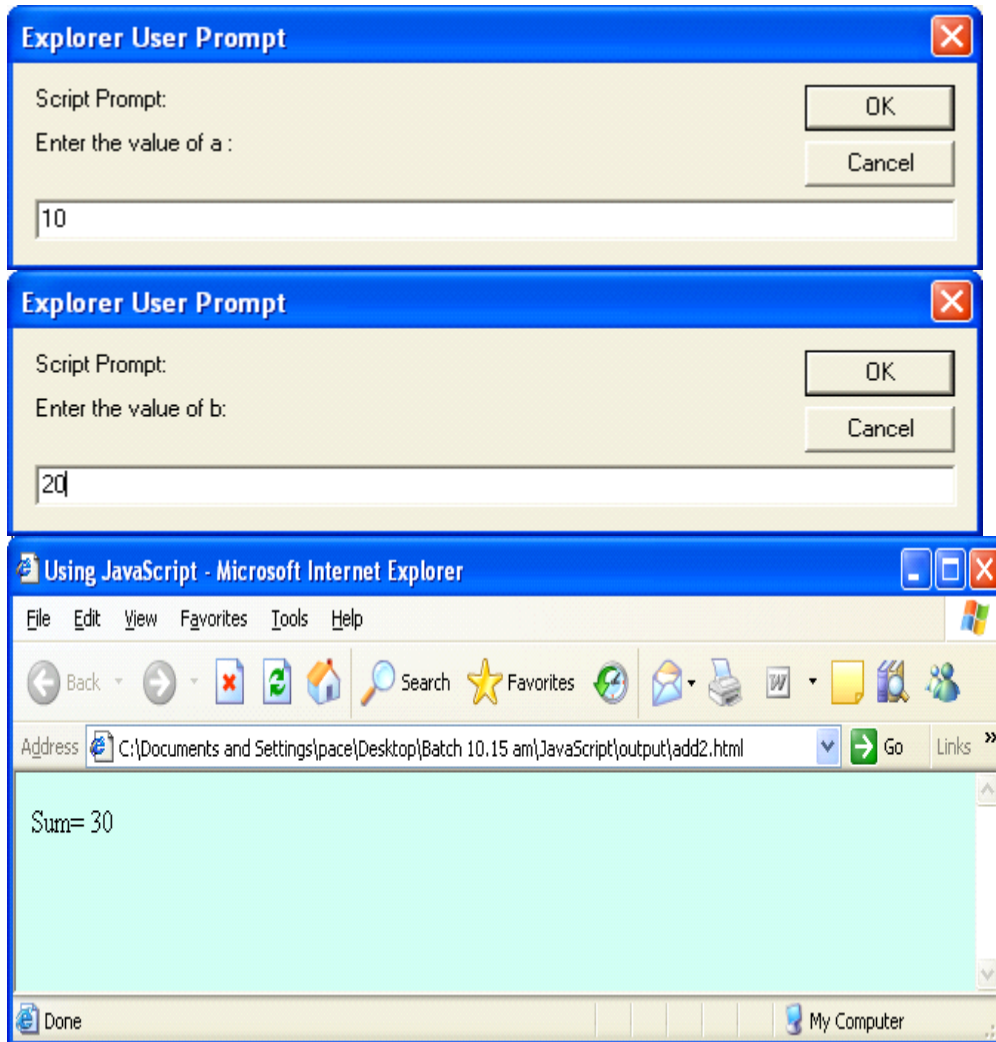 Explorer User Prompt
Script Prompt:
OK
Enter the value of a :
Cancel
10
Explorer User Prompt
Script Prompt:
OK
Enter the value of b:
Cancel
20
Using JavaScript - Microsoft Internet Explorer
File Edit View Favorites Tools Help
Back Search Favorites W
Address C:\Documents and Settings\pace\Desktop\Batch 10.15 am\JavaScript\output\add2.html Go Links »
Sum= 30
Done My Computer